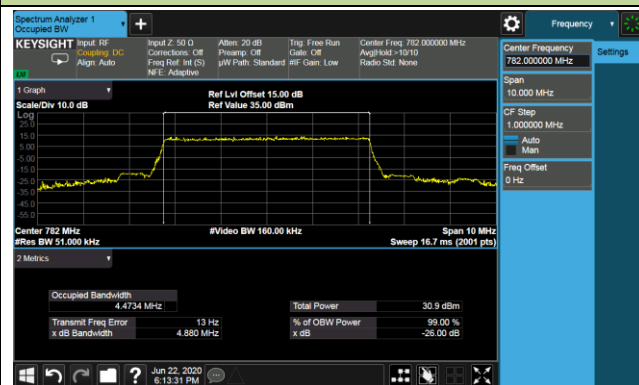 Spectrum Analyzer 1
Occupied BW
Frequency
KEYSIGHT
Input: RF
Coupling: DC
Align: Auto
Input Z: 50 Ω
Corrections: Off
Freq Ref: Int (S)
NFE: Adaptive
Atten: 20 dB
Preamp: Off
µW Path: Standard
Trig: Free Run
Gate: Off
#IF Gain: Low
Center Freq: 782.000000 MHz
Avg|Hold:>10/10
Radio Std: None
LXI
Center Frequency
782.000000 MHz
Settings
Span
10.000 MHz
CF Step
1.000000 MHz
Auto
Man
Freq Offset
0 Hz
1 Graph
Scale/Div 10.0 dB
Ref Lvl Offset 15.00 dB
Ref Value 35.00 dBm
Log
25.0
15.0
5.00
-5.00
-15.0
-25.0
-35.0
-45.0
-55.0
Center 782 MHz
#Res BW 51.000 kHz
#Video BW 160.00 kHz
Span 10 MHz
Sweep 16.7 ms (2001 pts)
2 Metrics
Occupied Bandwidth
4.4734 MHz
Total Power 30.9 dBm
Transmit Freq Error 13 Hz
% of OBW Power 99.00 %
x dB Bandwidth 4.880 MHz
x dB -26.00 dB
Jun 22, 2020
6:13:31 PM